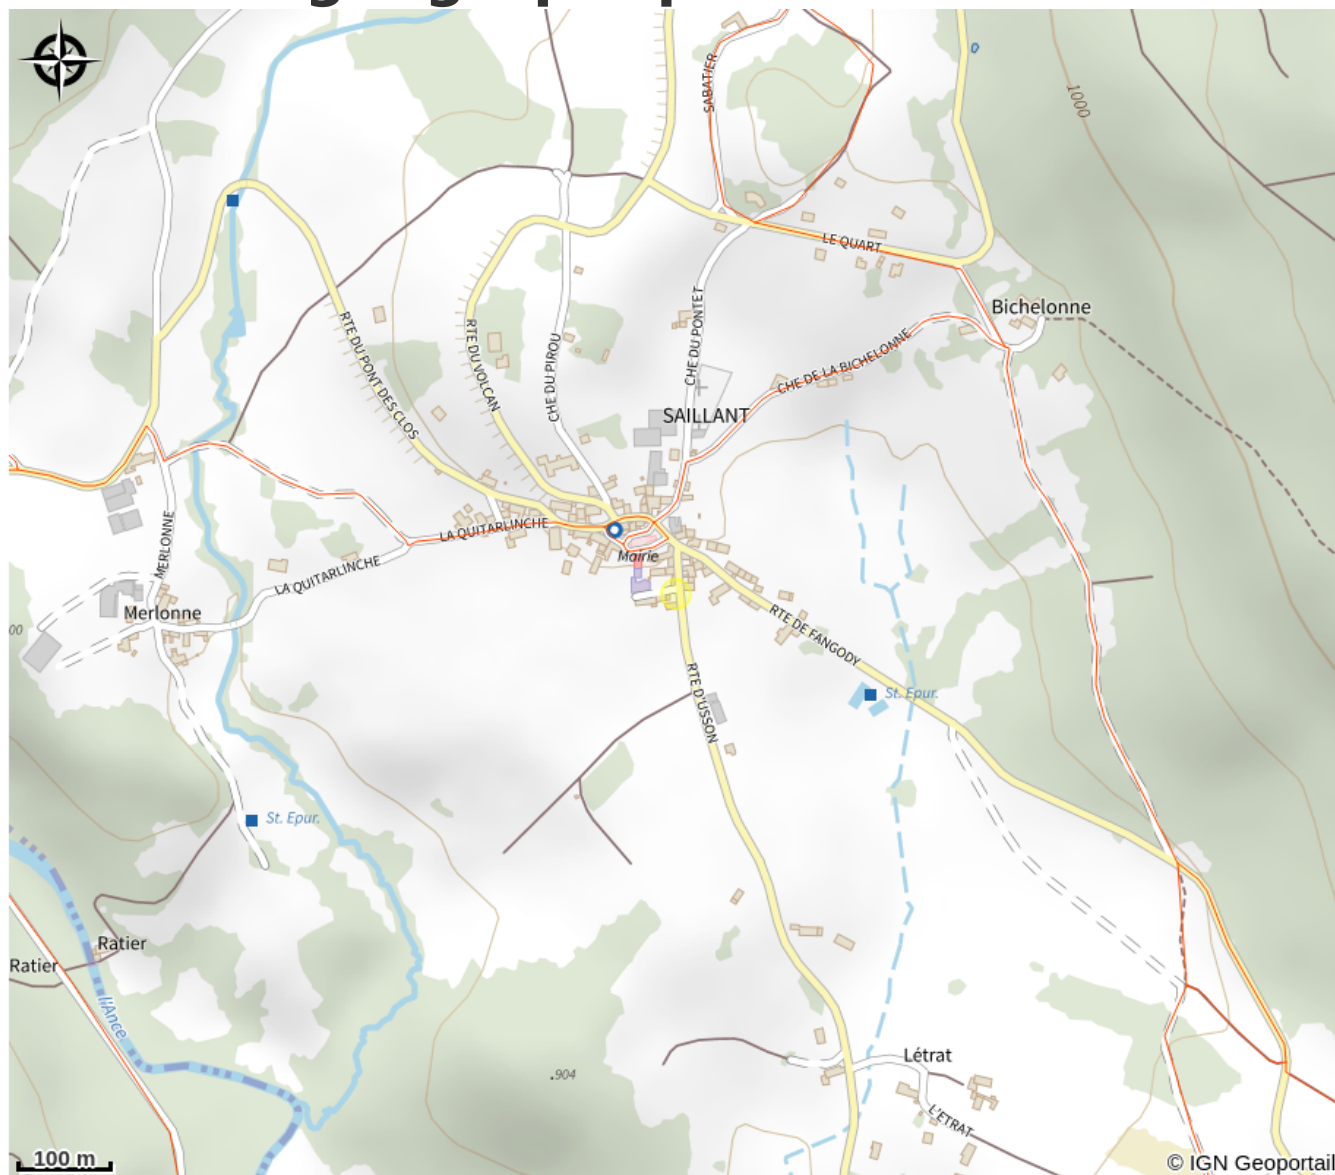 SABATIER
1000
LE QUART
Bichelonne
RTE DU PONT DES CLOS
RTE DU VOLCAN
CHE DU PIROU
CHE DU PONTET
CHE DE LA BICHELONNE
SAILLANT
MERLONNE
LA QUITARLINCHE
LA QUITARLINCHE
Mairie
Merlonne
00
RTE DE FANGODY
RTE D'USSON
St. Epur.
St. Epur.
Ratier
Ratier
l'Ance
.904
Létrat
L'ETRAT
100 m
© IGN Geoportail